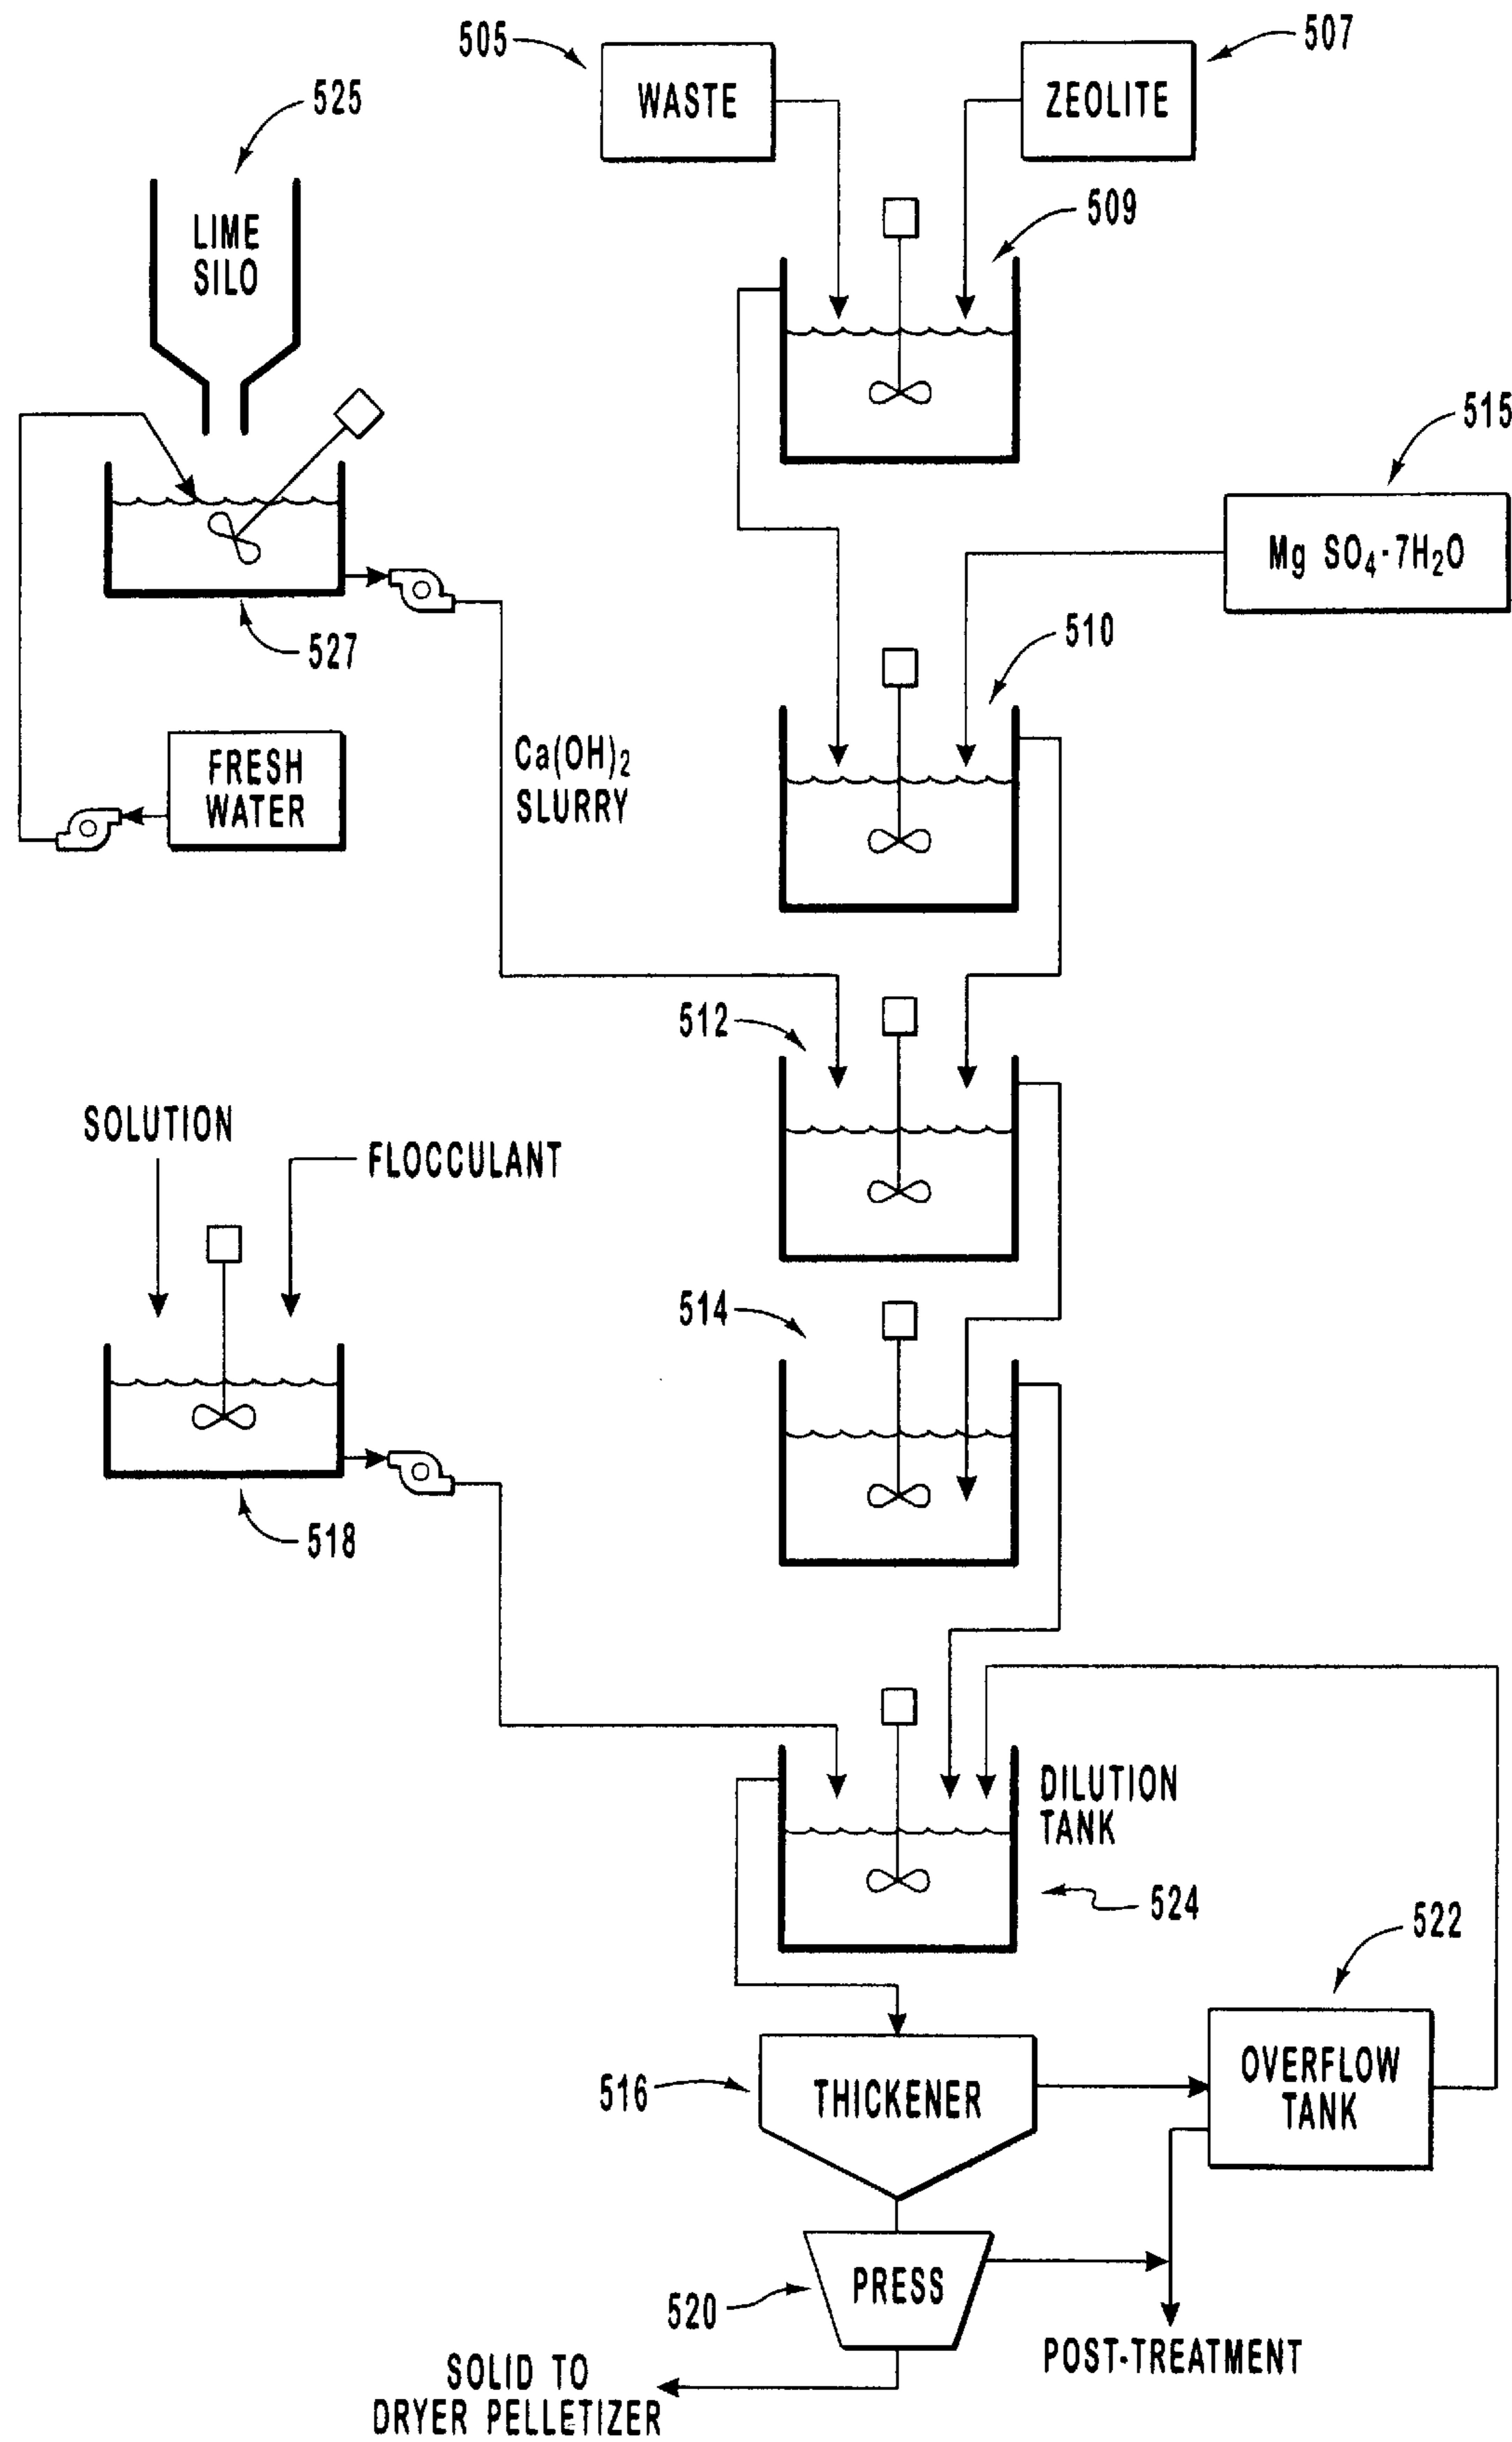 505
WASTE
507
ZEOLITE
525
LIME
SILO
509
515
Mg SO₄·7H₂O
527
510
FRESH
WATER
Ca(OH)₂
SLURRY
512
SOLUTION
FLOCCULANT
514
518
DILUTION
TANK
524
522
OVERFLOW
TANK
516
THICKENER
PRESS
520
POST-TREATMENT
SOLID TO
DRYER PELLETIZER